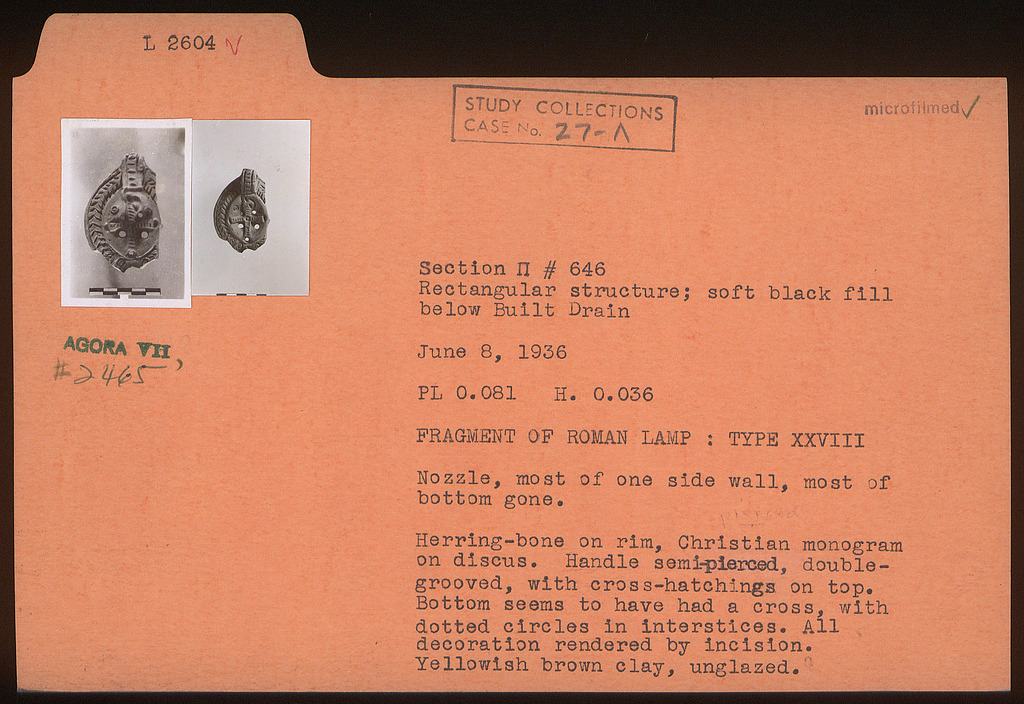 L 2604 ✓
STUDY COLLECTIONS
CASE No. 27-Λ
microfilmed ✓
AGORA VII,
#2465
Section Π # 646
Rectangular structure; soft black fill
below Built Drain
June 8, 1936
PL 0.081 H. 0.036
FRAGMENT OF ROMAN LAMP : TYPE XXVIII
Nozzle, most of one side wall, most of
bottom gone.
pierced
Herring-bone on rim, Christian monogram
on discus. Handle semi-pierced, double-
grooved, with cross-hatchings on top.
Bottom seems to have had a cross, with
dotted circles in interstices. All
decoration rendered by incision.
Yellowish brown clay, unglazed.